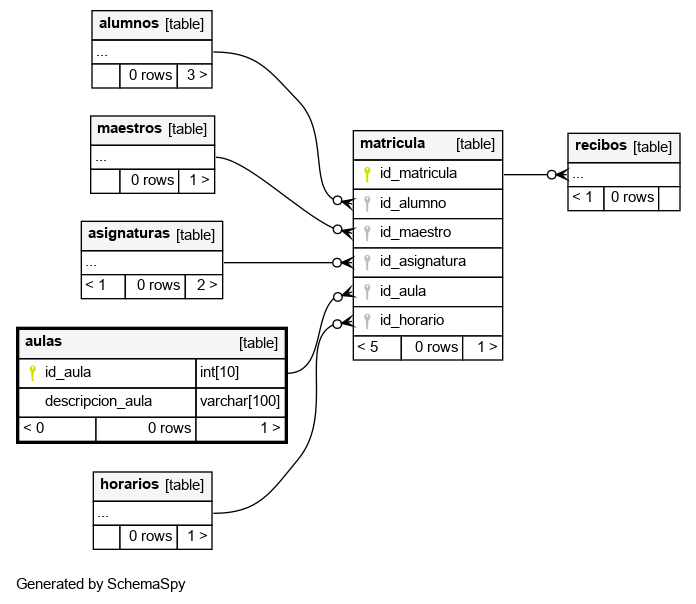 alumnos [table]
...
0 rows 3 >
maestros [table]
...
0 rows 1 >
asignaturas [table]
...
< 1 0 rows 2 >
aulas [table]
id_aula int[10]
descripcion_aula varchar[100]
< 0 0 rows 1 >
horarios [table]
...
0 rows 1 >
matricula [table]
id_matricula
id_alumno
id_maestro
id_asignatura
id_aula
id_horario
< 5 0 rows 1 >
recibos [table]
...
< 1 0 rows
Generated by SchemaSpy